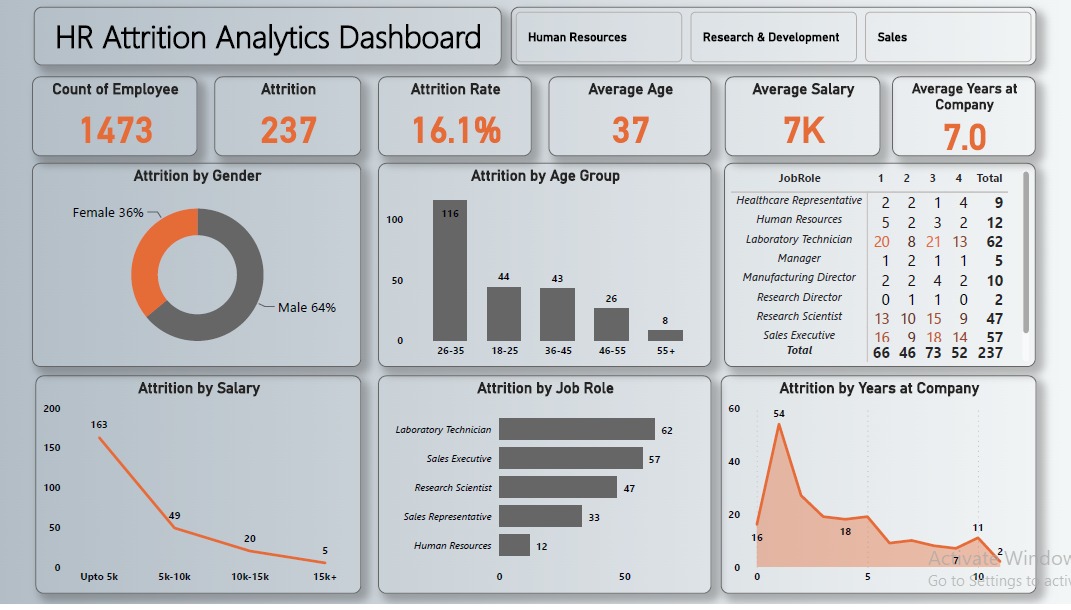 HR Attrition Analytics Dashboard
Human Resources
Research & Development
Sales
Count of Employee
1473
Attrition
237
Attrition Rate
16.1%
Average Age
37
Average Salary
7K
Average Years at
Company
7.0
Attrition by Gender
Female 36%
Male 64%
Attrition by Age Group
100
50
0
116
44
43
26
8
26-35 18-25 36-45 46-55 55+
JobRole 1 2 3 4 Total
Healthcare Representative 2 2 1 4 9
Human Resources 5 2 3 2 12
Laboratory Technician 20 8 21 13 62
Manager 1 2 1 1 5
Manufacturing Director 2 2 4 2 10
Research Director 0 1 1 0 2
Research Scientist 13 10 15 9 47
Sales Executive 16 9 18 14 57
Total 66 46 73 52 237
Attrition by Salary
200
150
100
50
0
163
49
20
5
Upto 5k 5k-10k 10k-15k 15k+
Attrition by Job Role
Laboratory Technician 62
Sales Executive 57
Research Scientist 47
Sales Representative 33
Human Resources 12
0 50
Attrition by Years at Company
60
40
20
0
54
16
18
7
11
2
0 5 10
Activate Window
Go to Settings to activ